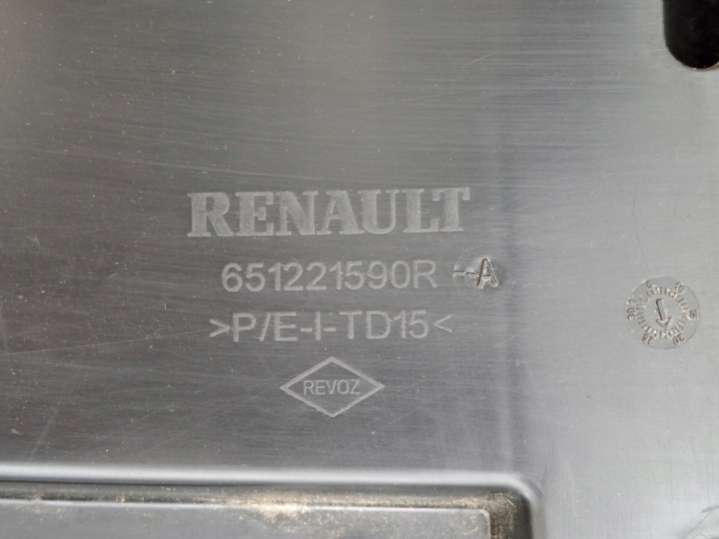 RENAULT
651221590R --A
>P/E-I-TD15<
REVOZ